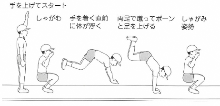 手を上げてスタート
しゃがむ
手を着く前に体が浮く
両足で蹴ってポーンと足を上げる
しゃがみ姿勢